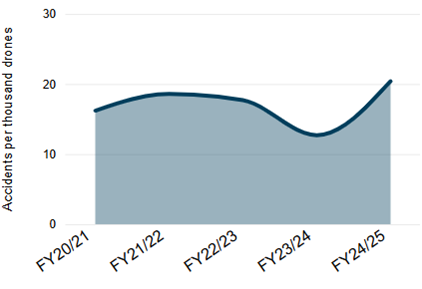 Accidents per thousand drones
30
20
10
0
FY20/21
FY21/22
FY22/23
FY23/24
FY24/25